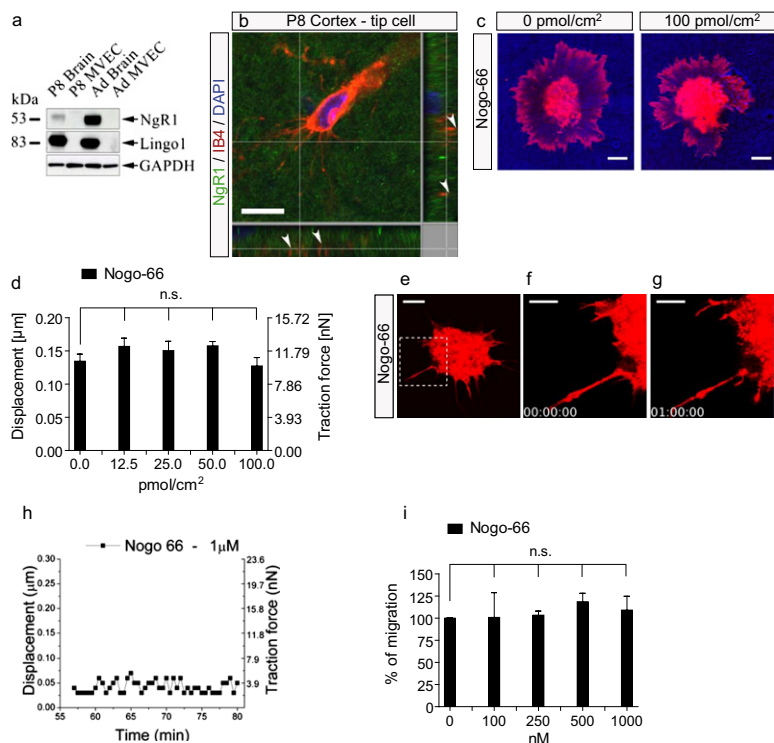 a
P8 Brain
P8 MVEC
Ad Brain
Ad MVEC
kDa
53
NgR1
83
Lingo1
GAPDH
b
P8 Cortex - tip cell
NgR1 / IB4 / DAPI
c
0 pmol/cm²
100 pmol/cm²
Nogo-66
d
Nogo-66
n.s.
Displacement [µm]
0.20
0.15
0.10
0.05
0.00
15.72
11.79
7.86
3.93
0.00
Traction force [nN]
0.0 12.5 25.0 50.0 100.0
pmol/cm²
e
f
g
Nogo-66
00:00:00
01:00:00
h
Nogo 66 - 1µM
Displacement (µm)
0.30
0.25
0.20
0.15
0.10
0.05
0.00
23.6
19.7
15.8
11.8
7.9
3.9
Traction force (nN)
55 60 65 70 75 80
Time (min)
i
Nogo-66
n.s.
% of migration
125
100
75
50
25
0
0 100 250 500 1000
nM